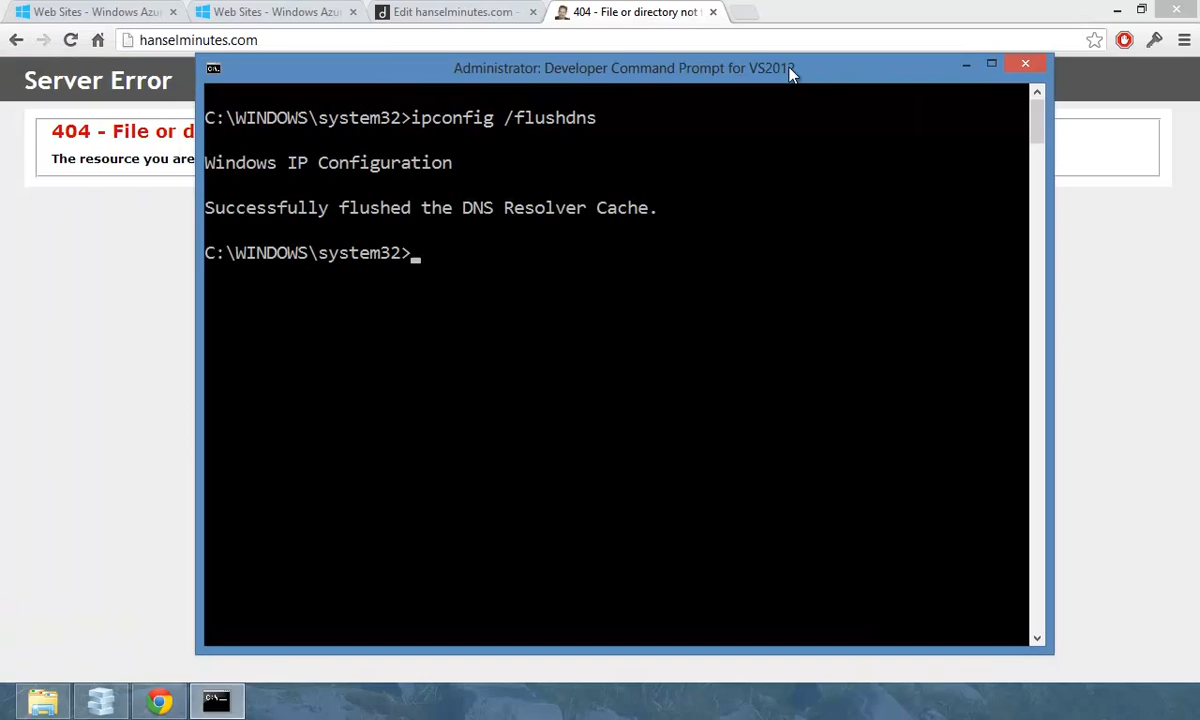 Web Sites - Windows Azu
Web Sites - Windows Azu
Edit hanselminutes.com -
404 - File or directory not
hanselminutes.com
Server Error
404 - File or d
The resource you are
Administrator: Developer Command Prompt for VS2012
C:\WINDOWS\system32>ipconfig /flushdns
Windows IP Configuration
Successfully flushed the DNS Resolver Cache.
C:\WINDOWS\system32>